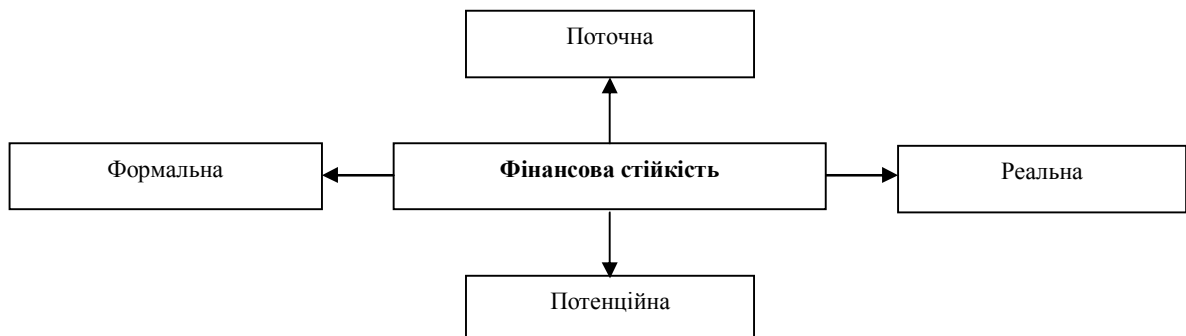 Поточна
Формальна
Фінансова стійкість
Реальна
Потенційна